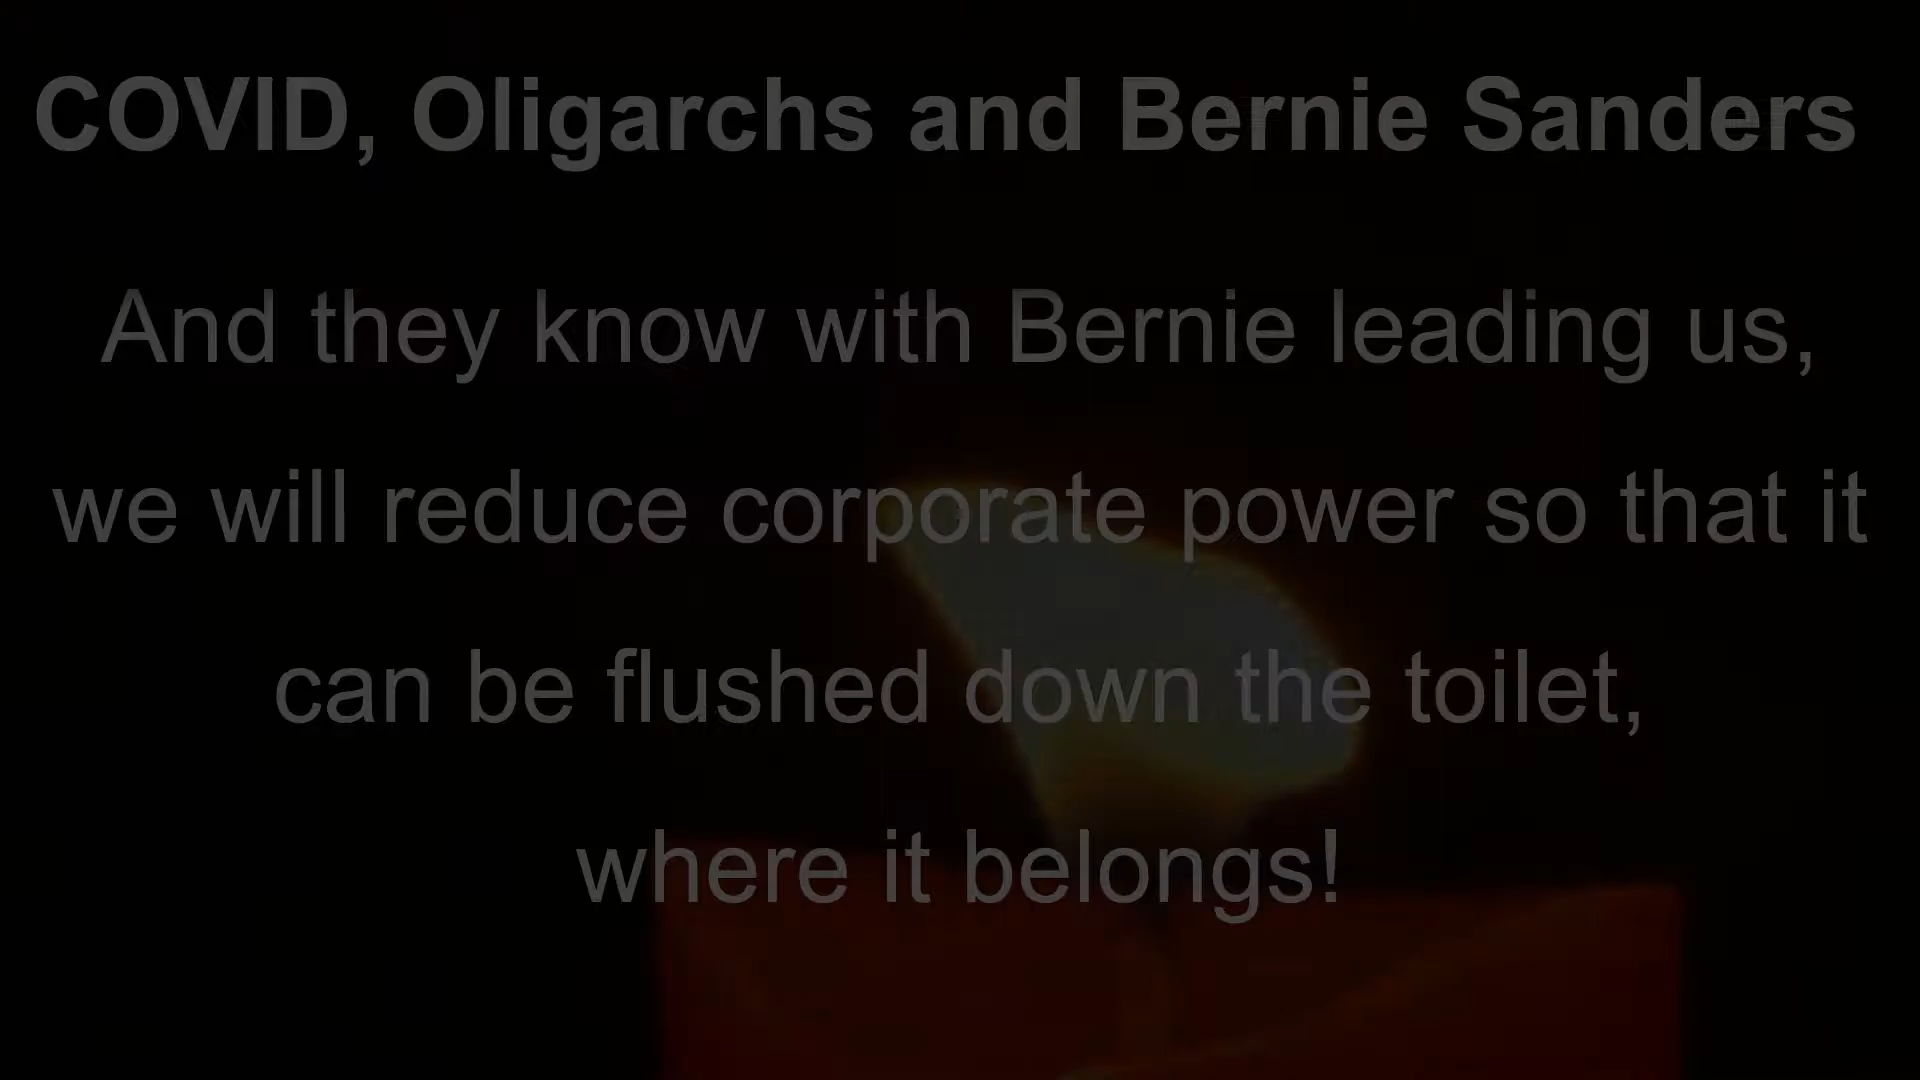 COVID, Oligarchs and Bernie Sanders
And they know with Bernie leading us,
we will reduce corporate power so that it
can be flushed down the toilet,
where it belongs!